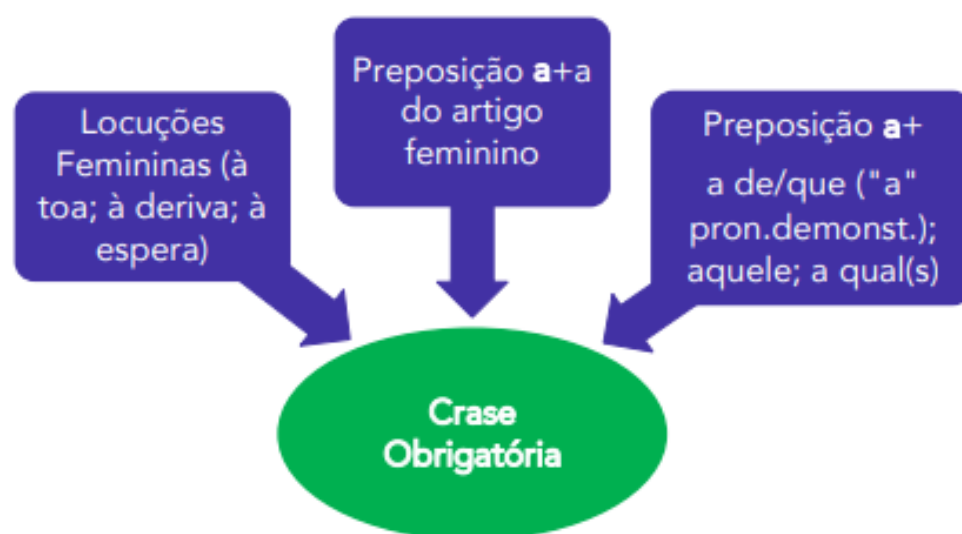 Locuções
Femininas (à
toa; à deriva; à
espera)
Preposição a+a
do artigo
feminino
Preposição a+
a de/que ("a"
pron.demonst.);
aquele; a qual(s)
Crase
Obrigatória